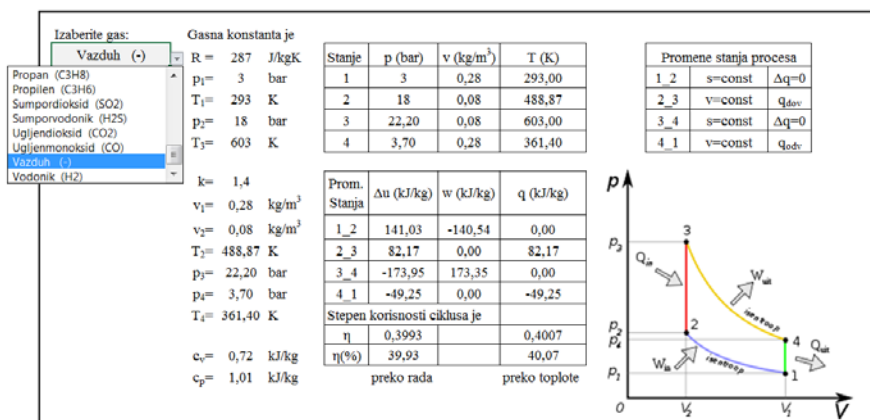 Izaberite gas:
Vazduh (-)
Propan (C3H8)
Propilen (C3H6)
Sumpordioksid (SO2)
Sumporvodonik (H2S)
Ugljendioksid (CO2)
Ugljenmonoksid (CO)
Vazduh (-)
Vodonik (H2)
Gasna konstanta je
R = 287 J/kgK
p₁= 3 bar
T₁= 293 K
p₂= 18 bar
T₃= 603 K
k= 1,4
v₁= 0,28 kg/m³
v₂= 0,08 kg/m³
T₂= 488,87 K
p₃= 22,20 bar
p₄= 3,70 bar
T₄= 361,40 K
cᵥ= 0,72 kJ/kg
cₚ= 1,01 kJ/kg
Stanje p (bar) v (kg/m³) T (K)
1 3 0,28 293,00
2 18 0,08 488,87
3 22,20 0,08 603,00
4 3,70 0,28 361,40
Prom. Stanja Δu (kJ/kg) w (kJ/kg) q (kJ/kg)
1_2 141,03 -140,54 0,00
2_3 82,17 0,00 82,17
3_4 -173,95 173,35 0,00
4_1 -49,25 0,00 -49,25
Stepen korisnosti ciklusa je
η 0,3993 0,4007
η(%) 39,93 40,07
preko rada preko toplote
Promene stanja procesa
1_2 s=const Δq=0
2_3 v=const q_dov
3_4 s=const Δq=0
4_1 v=const q_odv
p
3
p₃
Q_in
W_uit
isentroop
2
p₂
p₄
4
Q_uit
W_in
isentroop
p₁
1
0 V₂ V₁ V